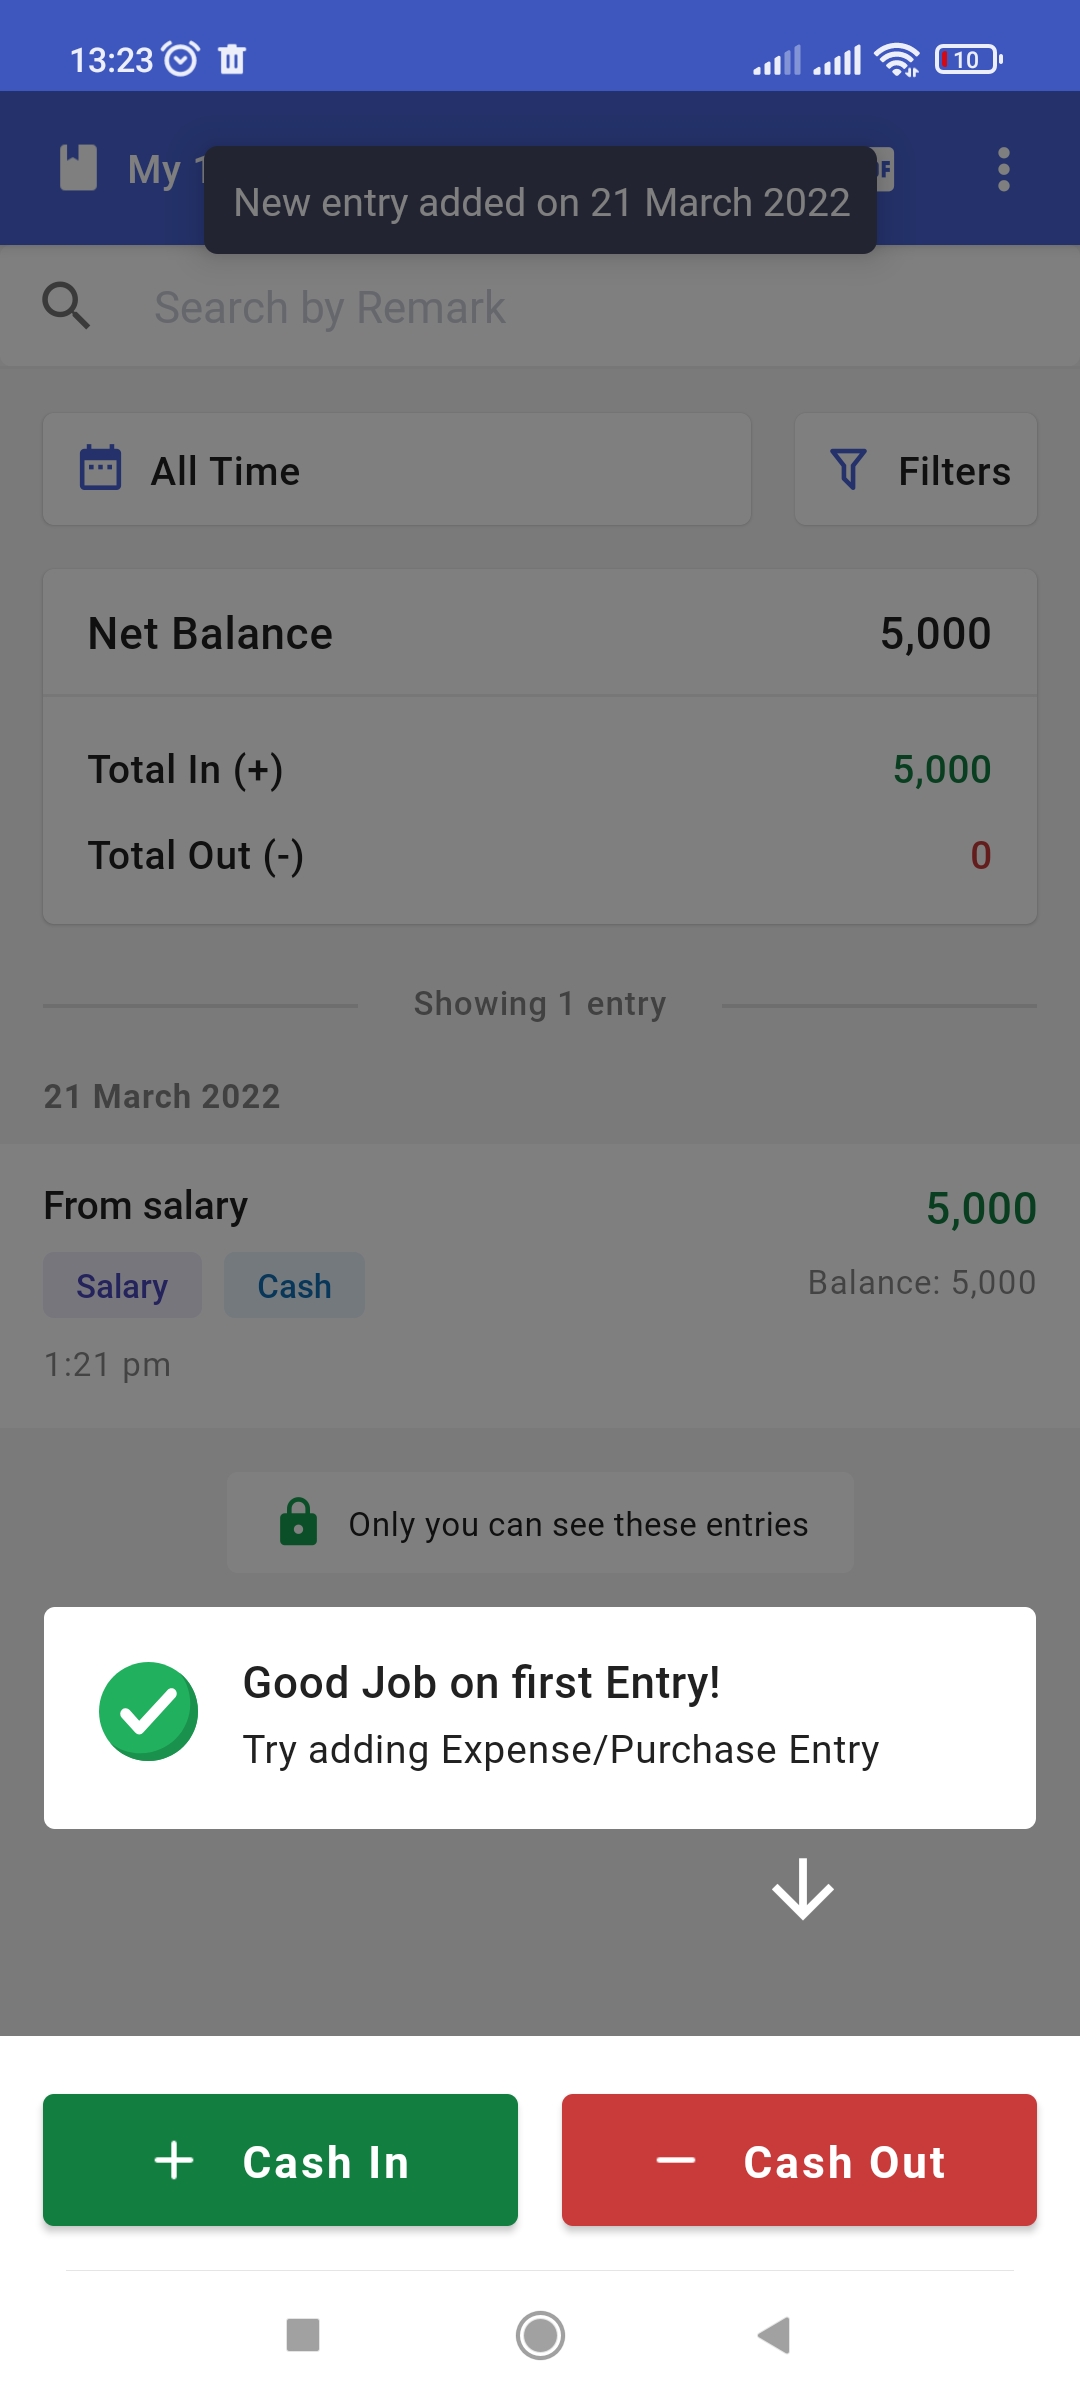 13:23
10
My
New entry added on 21 March 2022
Search by Remark
All Time
Filters
Net Balance
5,000
Total In (+)
5,000
Total Out (-)
0
Showing 1 entry
21 March 2022
From salary
5,000
Salary
Cash
Balance: 5,000
1:21 pm
Only you can see these entries
Good Job on first Entry!
Try adding Expense/Purchase Entry
Cash In
Cash Out